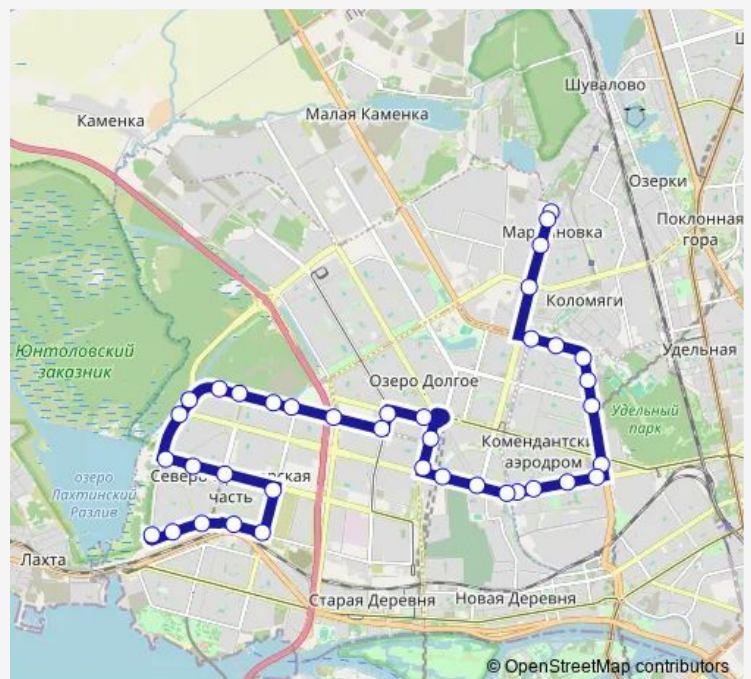 Каменка
Малая Каменка
Шувалово
Озерки
Поклонная
гора
Коломяги
Юнтоловский
заказник
Озеро Долгое
Удельная
Удельный
парк
Комендантски
аэродром
озеро
Лахтинский
Разлив
часть
Лахта
Старая Деревня
Новая Деревня
© OpenStreetMap contributors